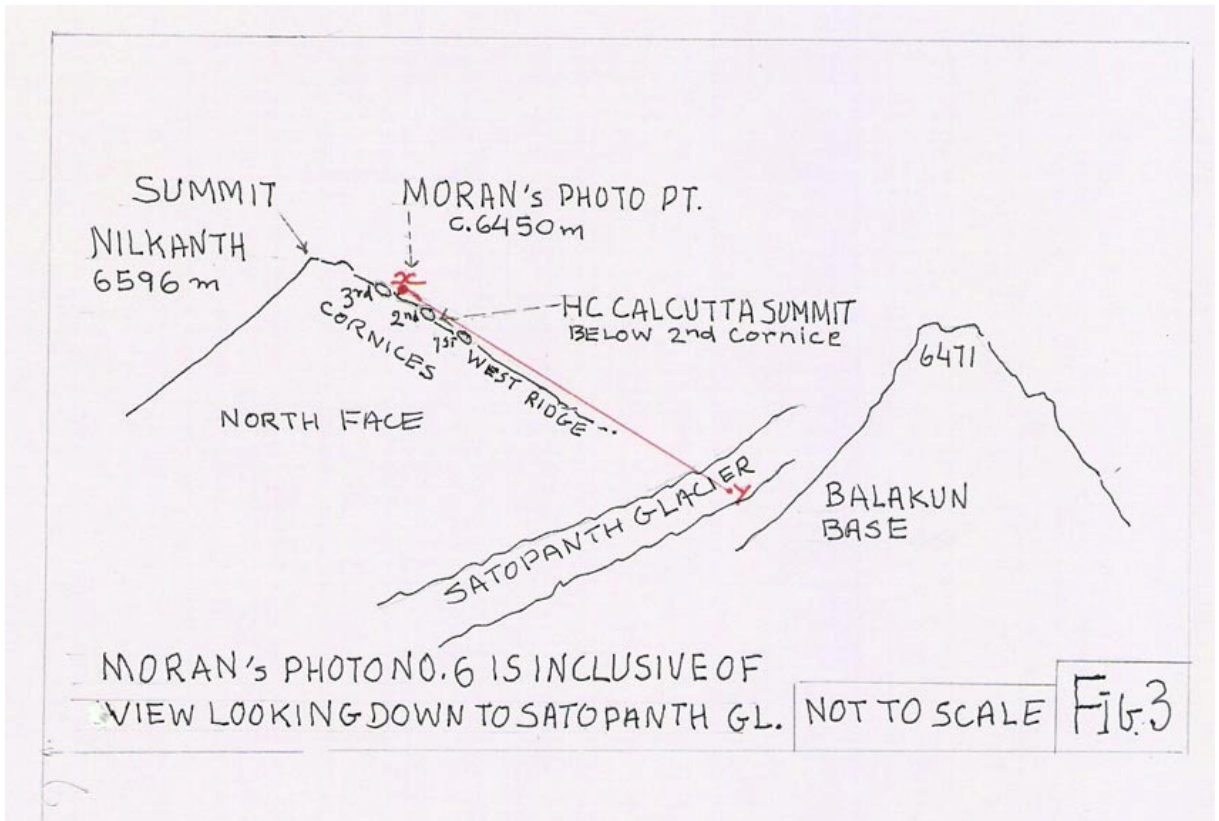 SUMMIT
NILKANTH
6596 m
MORAN's PHOTO PT.
C.6450m
x
3rd
2nd
1st
CORNICES
HC CALCUTTA SUMMIT
BELOW 2nd Cornice
WEST RIDGE
NORTH FACE
6471
SATOPANTH GLACIER
Y
BALAKUN
BASE
MORAN's PHOTO NO. 6 IS INCLUSIVE OF
VIEW LOOKING DOWN TO SATOPANTH GL.
NOT TO SCALE
FIG.3